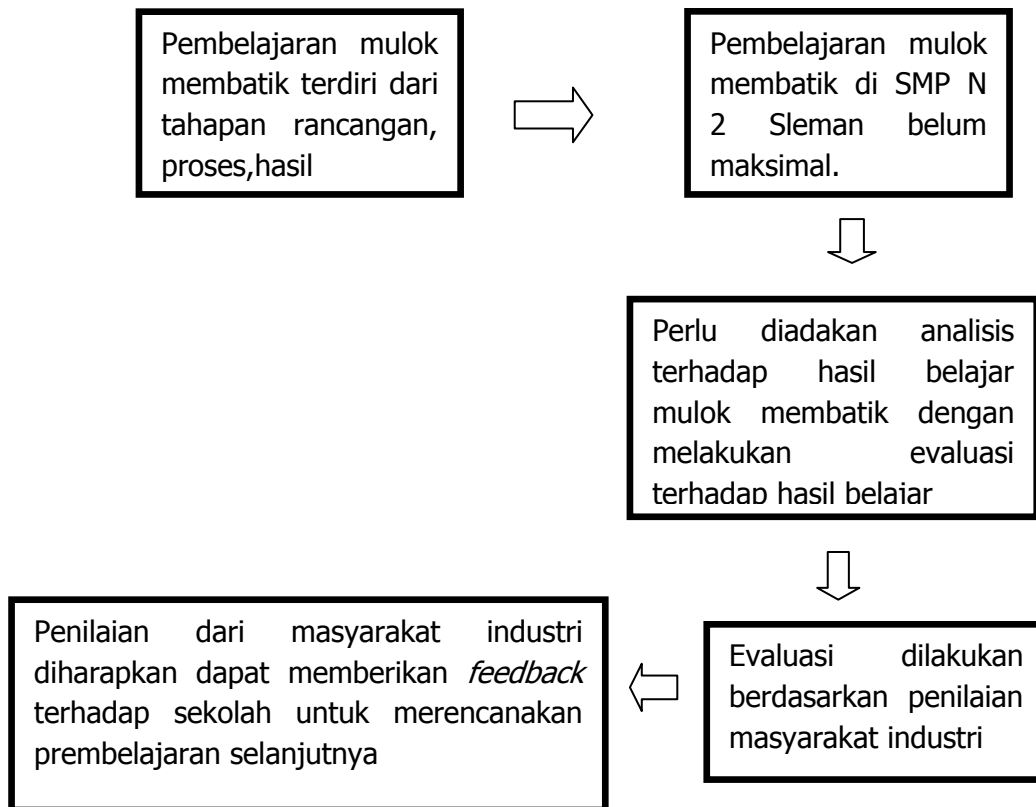 Pembelajaran mulok
membatik terdiri dari
tahapan rancangan,
proses,hasil
Pembelajaran mulok
membatik di SMP N
2 Sleman belum
maksimal.
Perlu diadakan analisis
terhadap hasil belajar
mulok membatik dengan
melakukan evaluasi
terhadap hasil belajar
Evaluasi dilakukan
berdasarkan penilaian
masyarakat industri
Penilaian dari masyarakat industri
diharapkan dapat memberikan feedback
terhadap sekolah untuk merencanakan
prembelajaran selanjutnya